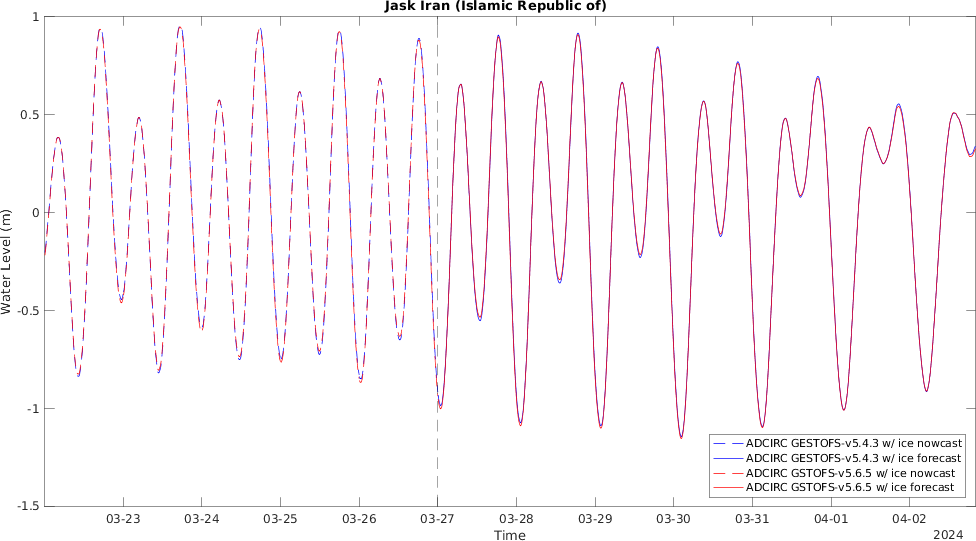 Jask Iran (Islamic Republic of)
1
0.5
0
-0.5
-1
-1.5
Water Level (m)
ADCIRC GESTOFS-v5.4.3 w/ ice nowcast
ADCIRC GESTOFS-v5.4.3 w/ ice forecast
ADCIRC GSTOFS-v5.6.5 w/ ice nowcast
ADCIRC GSTOFS-v5.6.5 w/ ice forecast
03-23 03-24 03-25 03-26 03-27 03-28 03-29 03-30 03-31 04-01 04-02
Time
2024